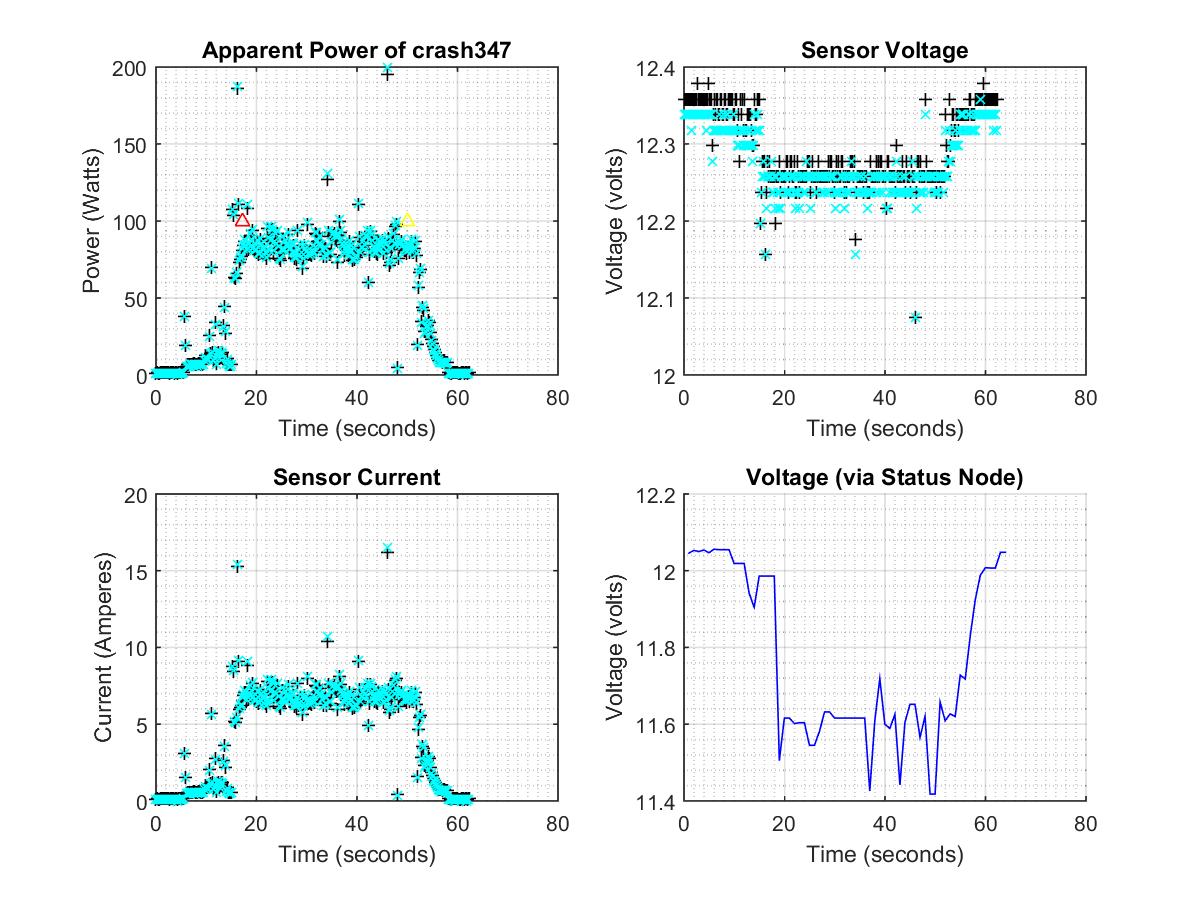 Apparent Power of crash347
200
150
100
50
0
Power (Watts)
0 20 40 60 80
Time (seconds)
Sensor Voltage
12.4
12.3
12.2
12.1
12
Voltage (volts)
0 20 40 60 80
Time (seconds)
Sensor Current
20
15
10
5
0
Current (Amperes)
0 20 40 60 80
Time (seconds)
Voltage (via Status Node)
12.2
12
11.8
11.6
11.4
Voltage (volts)
0 20 40 60 80
Time (seconds)